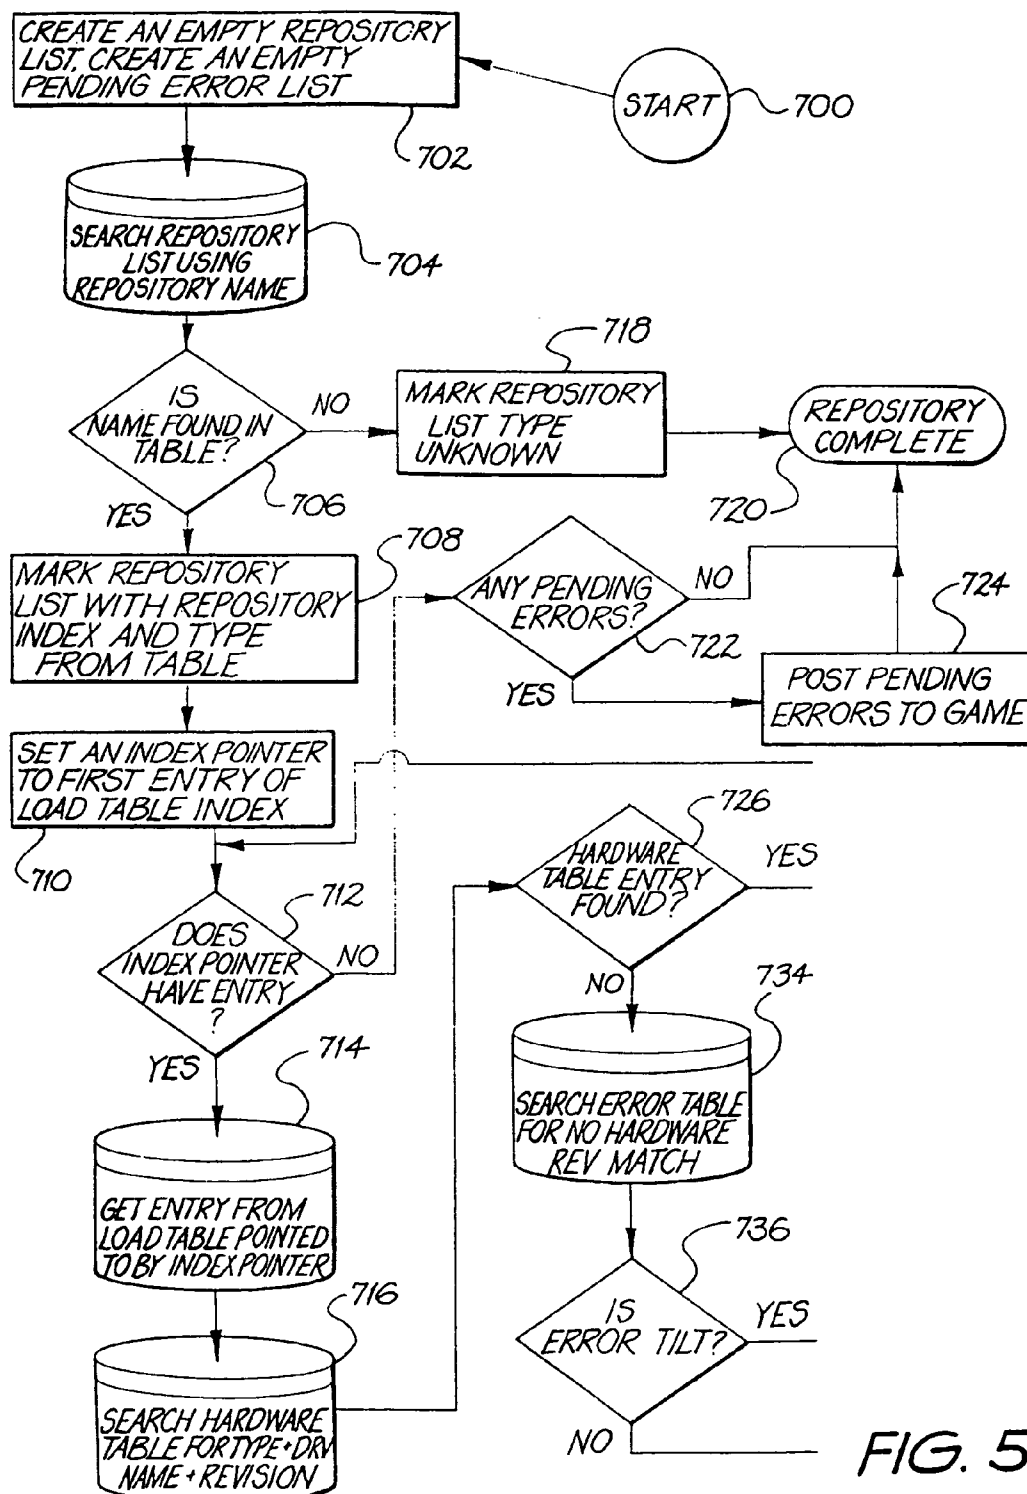 CREATE AN EMPTY REPOSITORY
LIST. CREATE AN EMPTY
PENDING ERROR LIST
START
700
702
SEARCH REPOSITORY
LIST USING
REPOSITORY NAME
704
IS
NAME FOUND IN
TABLE?
NO
706
YES
718
MARK REPOSITORY
LIST TYPE
UNKNOWN
REPOSITORY
COMPLETE
720
708
MARK REPOSITORY
LIST WITH REPOSITORY
INDEX AND TYPE
FROM TABLE
ANY PENDING
ERRORS?
NO
722
YES
724
POST PENDING
ERRORS TO GAME
SET AN INDEX POINTER
TO FIRST ENTRY OF
LOAD TABLE INDEX
710
712
DOES
INDEX POINTER
HAVE ENTRY
?
NO
YES
726
HARDWARE
TABLE ENTRY
FOUND?
YES
NO
714
GET ENTRY FROM
LOAD TABLE POINTED
TO BY INDEX POINTER
734
SEARCH ERROR TABLE
FOR NO HARDWARE
REV MATCH
716
SEARCH HARDWARE
TABLE FOR TYPE + DRV
NAME + REVISION
736
IS
ERROR TILT?
YES
NO
FIG. 5